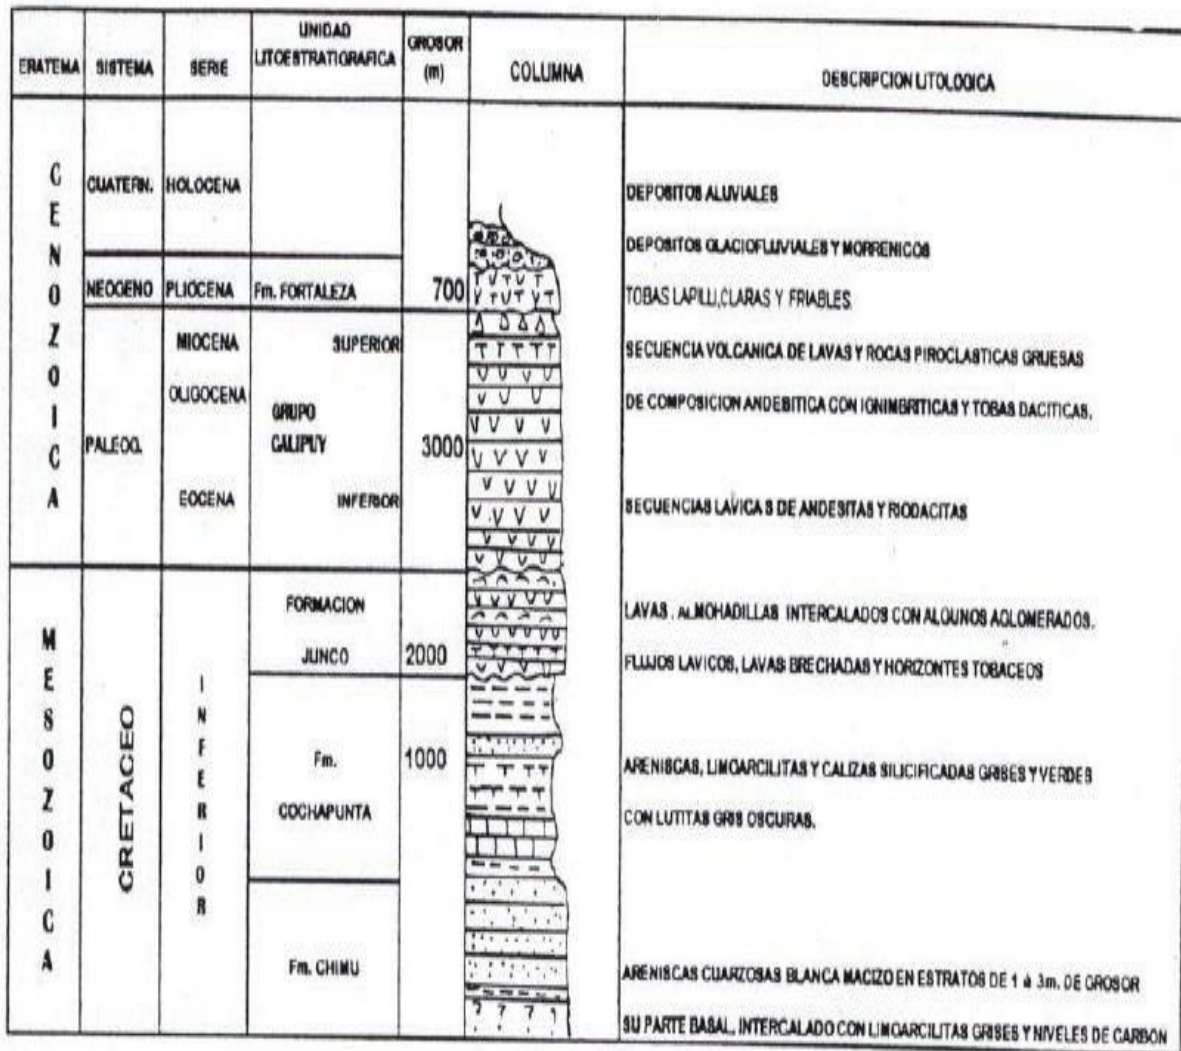 ERATEMA SISTEMA SERIE UNIDAD LITOESTRATIGRAFICA GROSOR (m) COLUMNA DESCRIPCION LITOLOGICA
CENOZOICA
CUATERN. HOLOCENA
DEPOSITOS ALUVIALES
DEPOSITOS GLACIOFLUVIALES Y MORRENICOS
NEOGENO PLIOCENA Fm. FORTALEZA 700 TOBAS LAPILLI,CLARAS Y FRIABLES
MIOCENA SUPERIOR SECUENCIA VOLCANICA DE LAVAS Y ROCAS PIROCLASTICAS GRUESAS
OLIGOCENA DE COMPOSICION ANDESITICA CON IGNIMBRITICAS Y TOBAS DACITICAS.
PALEOG. GRUPO CALIPUY 3000
EOCENA INFERIOR SECUENCIAS LAVICAS DE ANDESITAS Y RIODACITAS
MESOZOICA
CRETACEO
INFERIOR
FORMACION LAVAS . ALMOHADILLAS INTERCALADOS CON ALGUNOS AGLOMERADOS.
JUNCO 2000 FLUJOS LAVICOS, LAVAS BRECHADAS Y HORIZONTES TOBACEOS
Fm. 1000 ARENISCAS, LIMOARCILITAS Y CALIZAS SILICIFICADAS GRISES Y VERDES
COCHAPUNTA CON LUTITAS GRIS OSCURAS.
Fm. CHIMU ARENISCAS CUARZOSAS BLANCA MACIZO EN ESTRATOS DE 1 a 3m. DE GROSOR
SU PARTE BASAL, INTERCALADO CON LIMOARCILITAS GRISES Y NIVELES DE CARBON